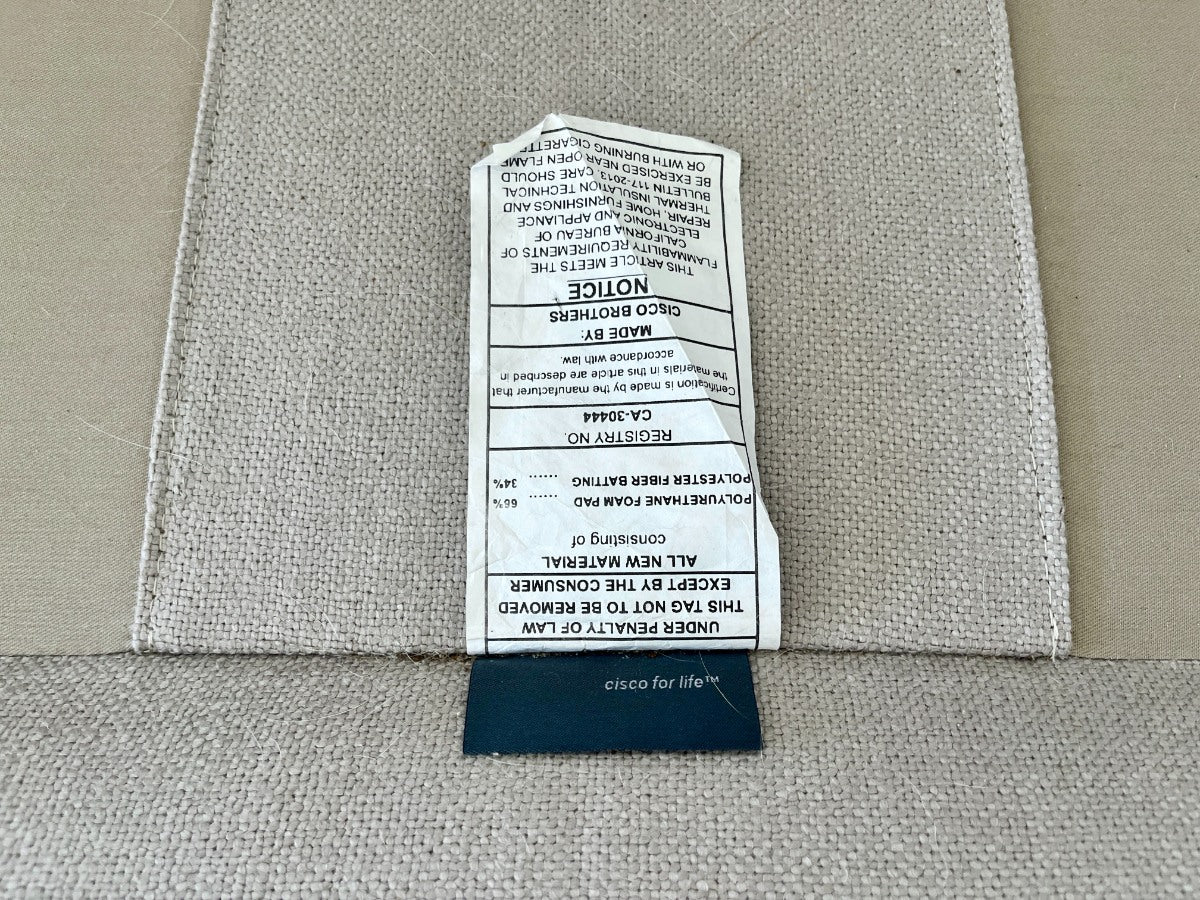 UNDER PENALTY OF LAW
THIS TAG NOT TO BE REMOVED
EXCEPT BY THE CONSUMER
ALL NEW MATERIAL
consisting of
POLYURETHANE FOAM PAD ...... 66%
POLYESTER FIBER BATTING ...... 34%
REGISTRY NO.
CA-30444
Certification is made by the manufacturer that
the materials in this article are described in
accordance with law.
MADE BY:
CISCO BROTHERS
NOTICE
THIS ARTICLE MEETS THE
FLAMMABILITY REQUIREMENTS OF
CALIFORNIA BUREAU OF
ELECTRONIC AND APPLIANCE
REPAIR, HOME FURNISHINGS AND
THERMAL INSULATION TECHNICAL
BULLETIN 117-2013. CARE SHOULD
BE EXERCISED NEAR OPEN FLAME
OR WITH BURNING CIGARETTE
cisco for life™